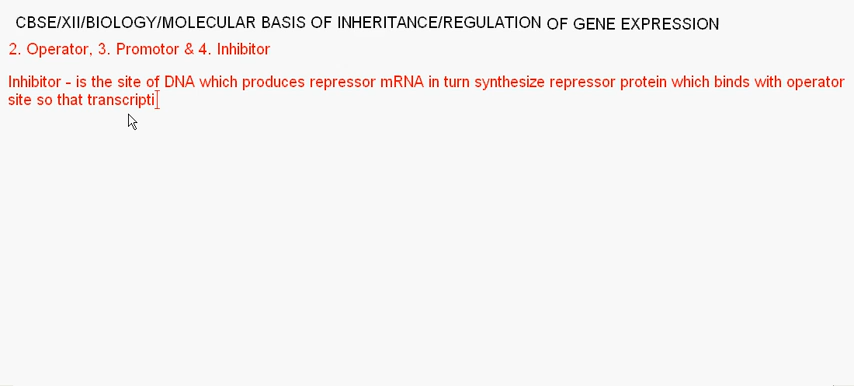 CBSE/XII/BIOLOGY/MOLECULAR BASIS OF INHERITANCE/REGULATION OF GENE EXPRESSION
2. Operator, 3. Promotor & 4. Inhibitor
Inhibitor - is the site of DNA which produces repressor mRNA in turn synthesize repressor protein which binds with operator
site so that transcripti